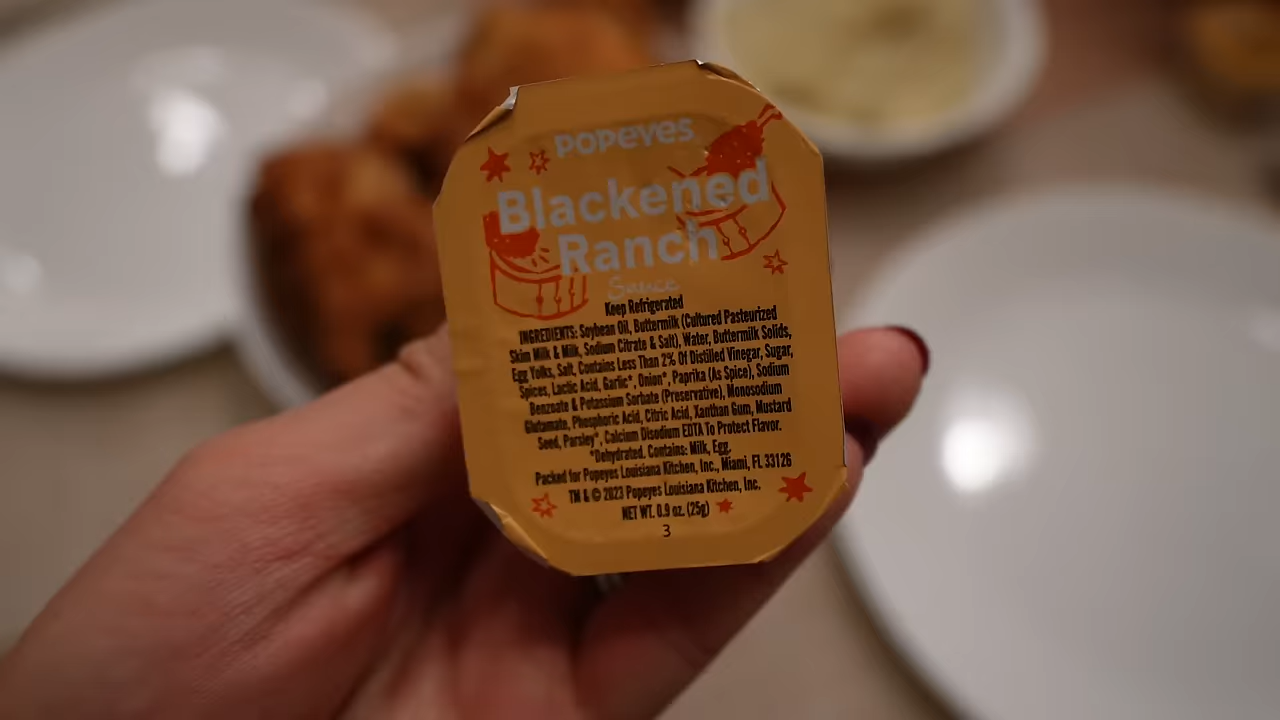 POPEYES
Blackened
Ranch
Sauce
Keep Refrigerated
INGREDIENTS: Soybean Oil, Buttermilk (Cultured Pasteurized
Skim Milk & Milk, Sodium Citrate & Salt), Water, Buttermilk Solids,
Egg Yolks, Salt, Contains Less Than 2% Of Distilled Vinegar, Sugar,
Spices, Lactic Acid, Garlic*, Onion*, Paprika (As Spice), Sodium
Benzoate & Potassium Sorbate (Preservative), Monosodium
Glutamate, Phosphoric Acid, Citric Acid, Xanthan Gum, Mustard
Seed, Parsley*, Calcium Disodium EDTA To Protect Flavor.
*Dehydrated. Contains: Milk, Egg.
Packed for Popeyes Louisiana Kitchen, Inc., Miami, FL 33126
TM & © 2023 Popeyes Louisiana Kitchen, Inc.
NET WT. 0.9 oz. (25g)
3